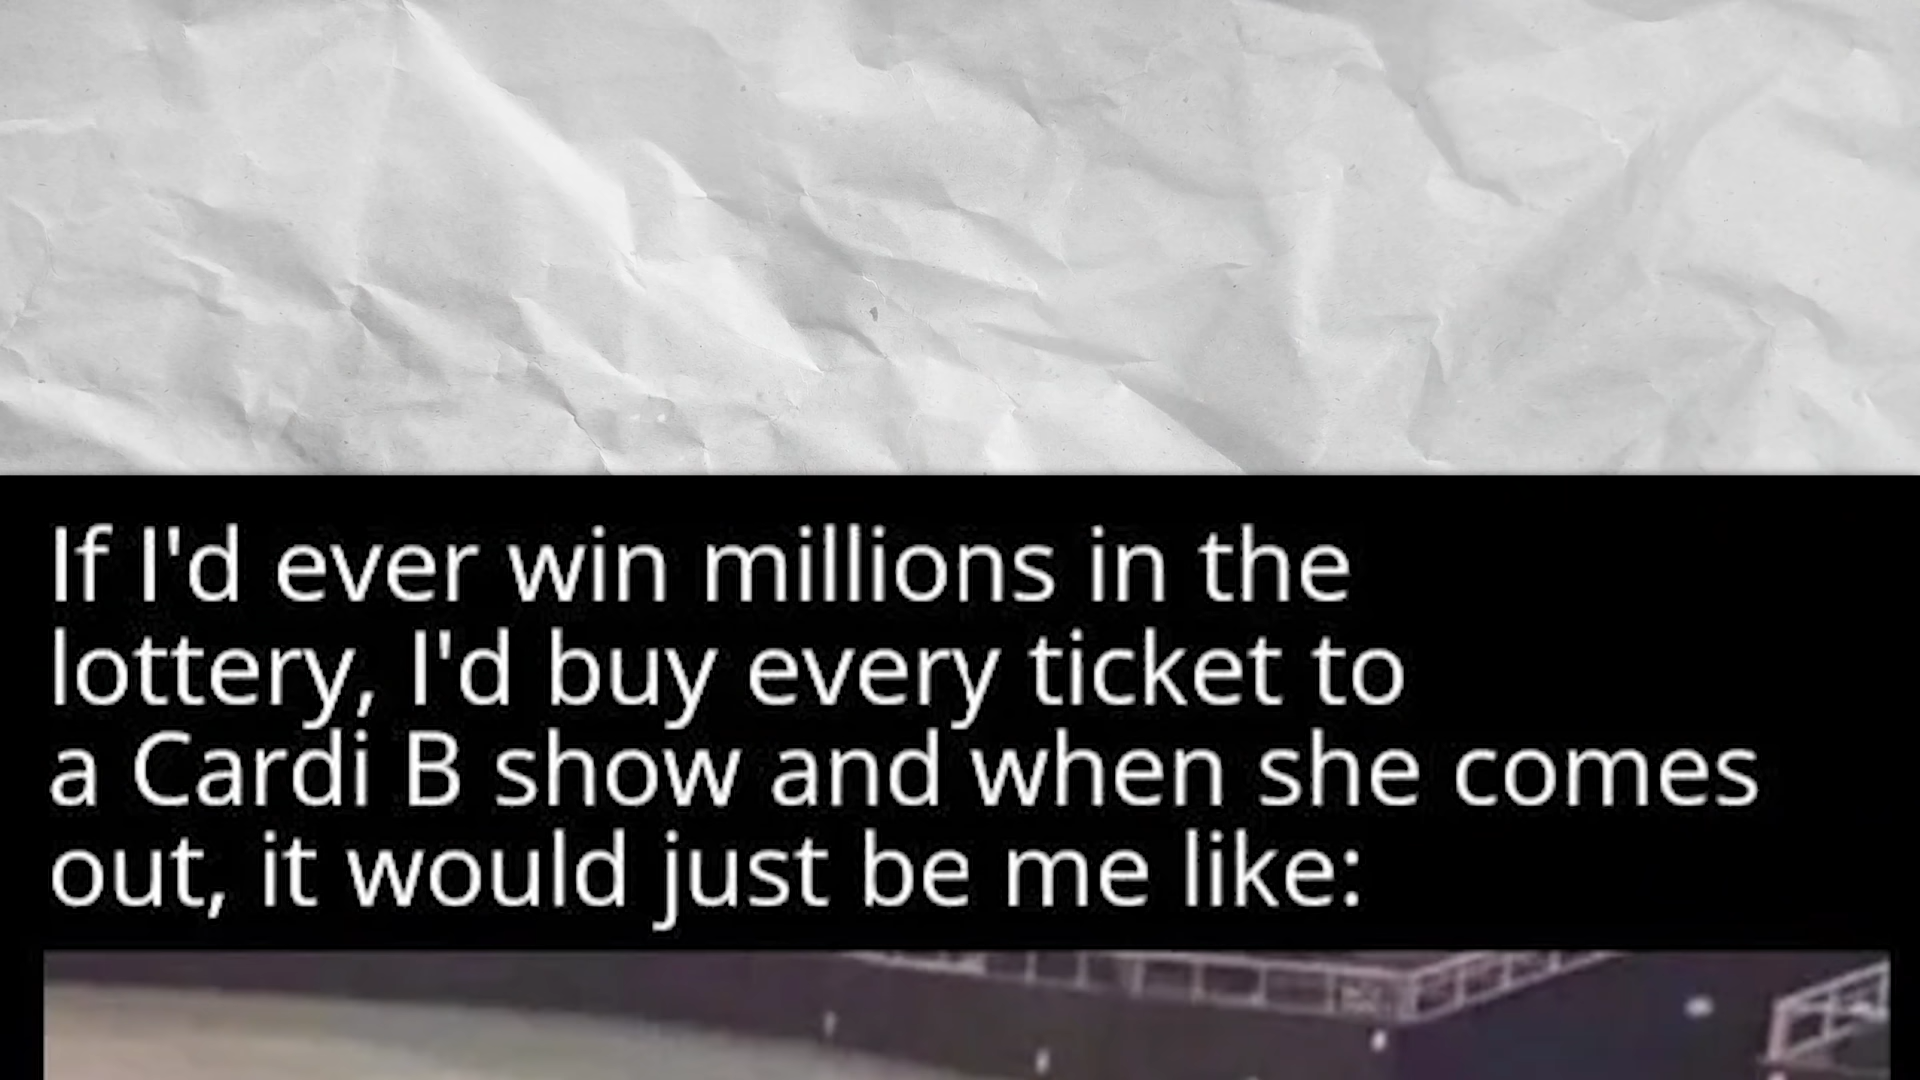 If I'd ever win millions in the
lottery, I'd buy every ticket to
a Cardi B show and when she comes
out, it would just be me like: